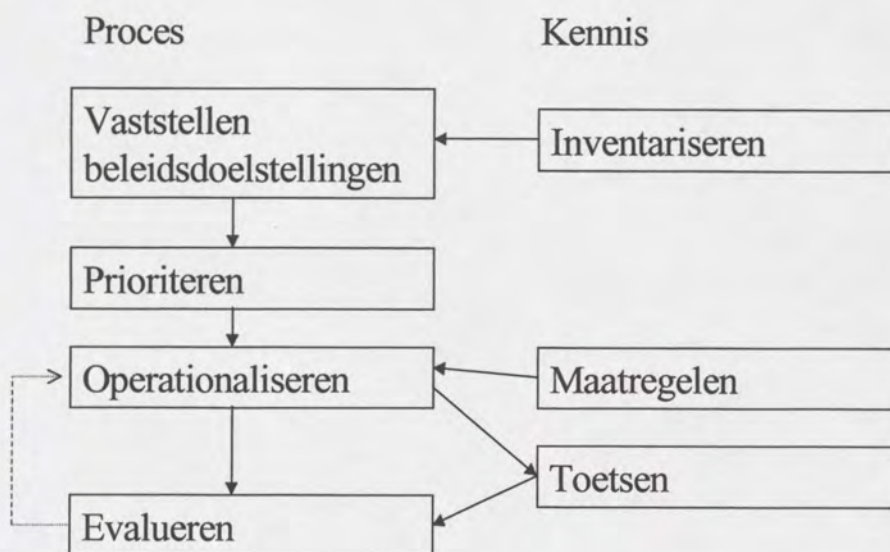 Proces
Kennis
Vaststellen
beleidsdoelstellingen
Inventariseren
Prioriteren
Operationaliseren
Maatregelen
Toetsen
Evalueren